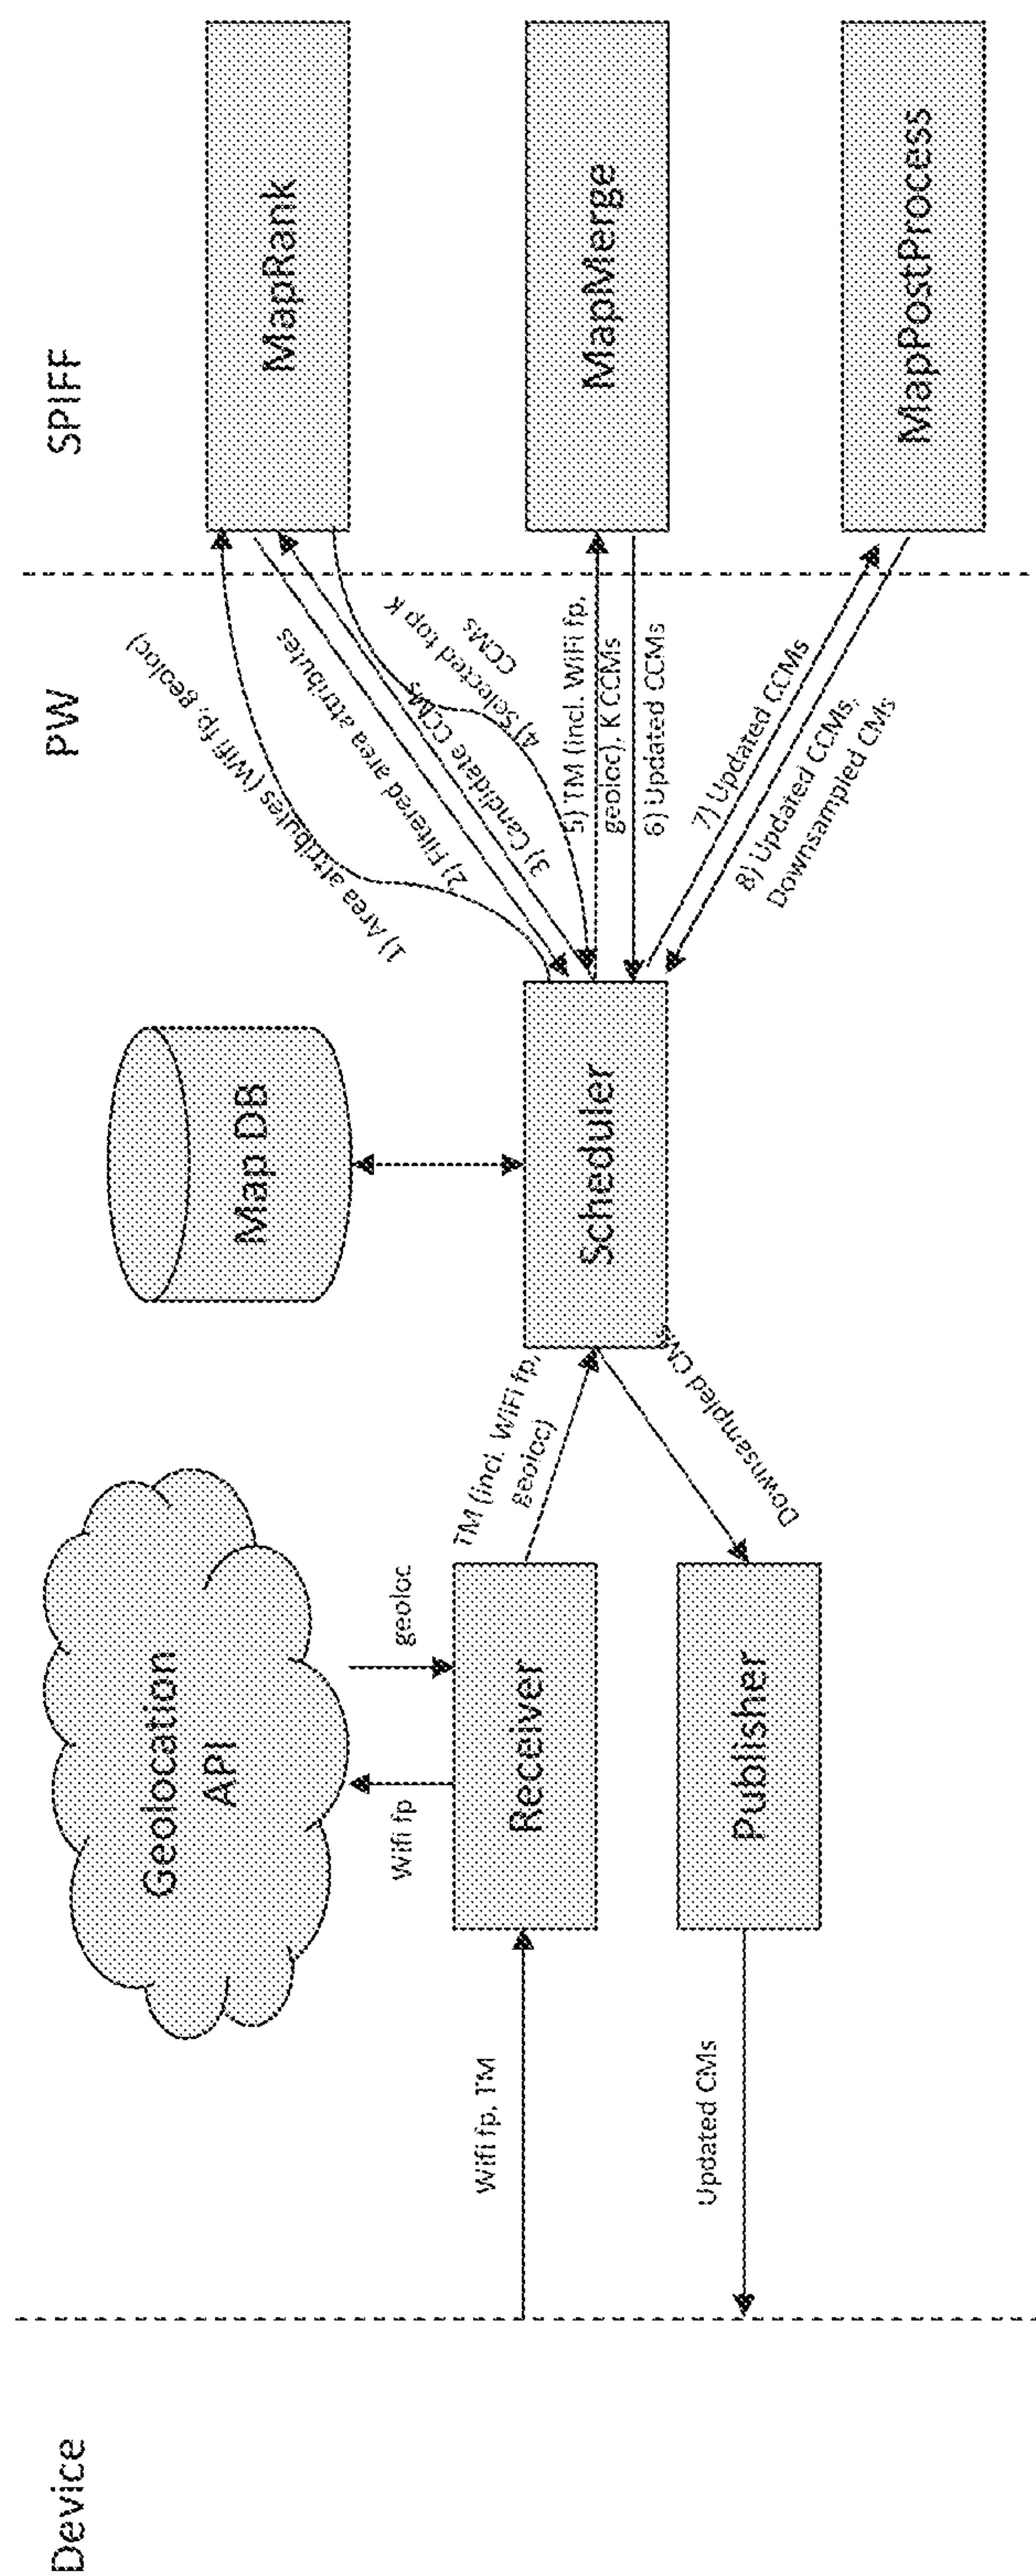 Device
PW
SPIFF
Geolocation
API
Map DB
MapRank
Wifi fp
geoloc
1) Area attributes (Wifi fp, geoloc)
2) Filtered area attributes
3) Candidate CCMs
4) Selected top K
CCMs
Wifi fp, TM
Receiver
TM (incl. WiFi fp,
geoloc)
Scheduler
5) TM (incl. WiFi fp,
geoloc), K CCMs
6) Updated CCMs
MapMerge
Updated CMs
Publisher
Downsampled CMs
7) Updated CCMs
8) Updated CCMs,
Downsampled CMs
MapPostProcess